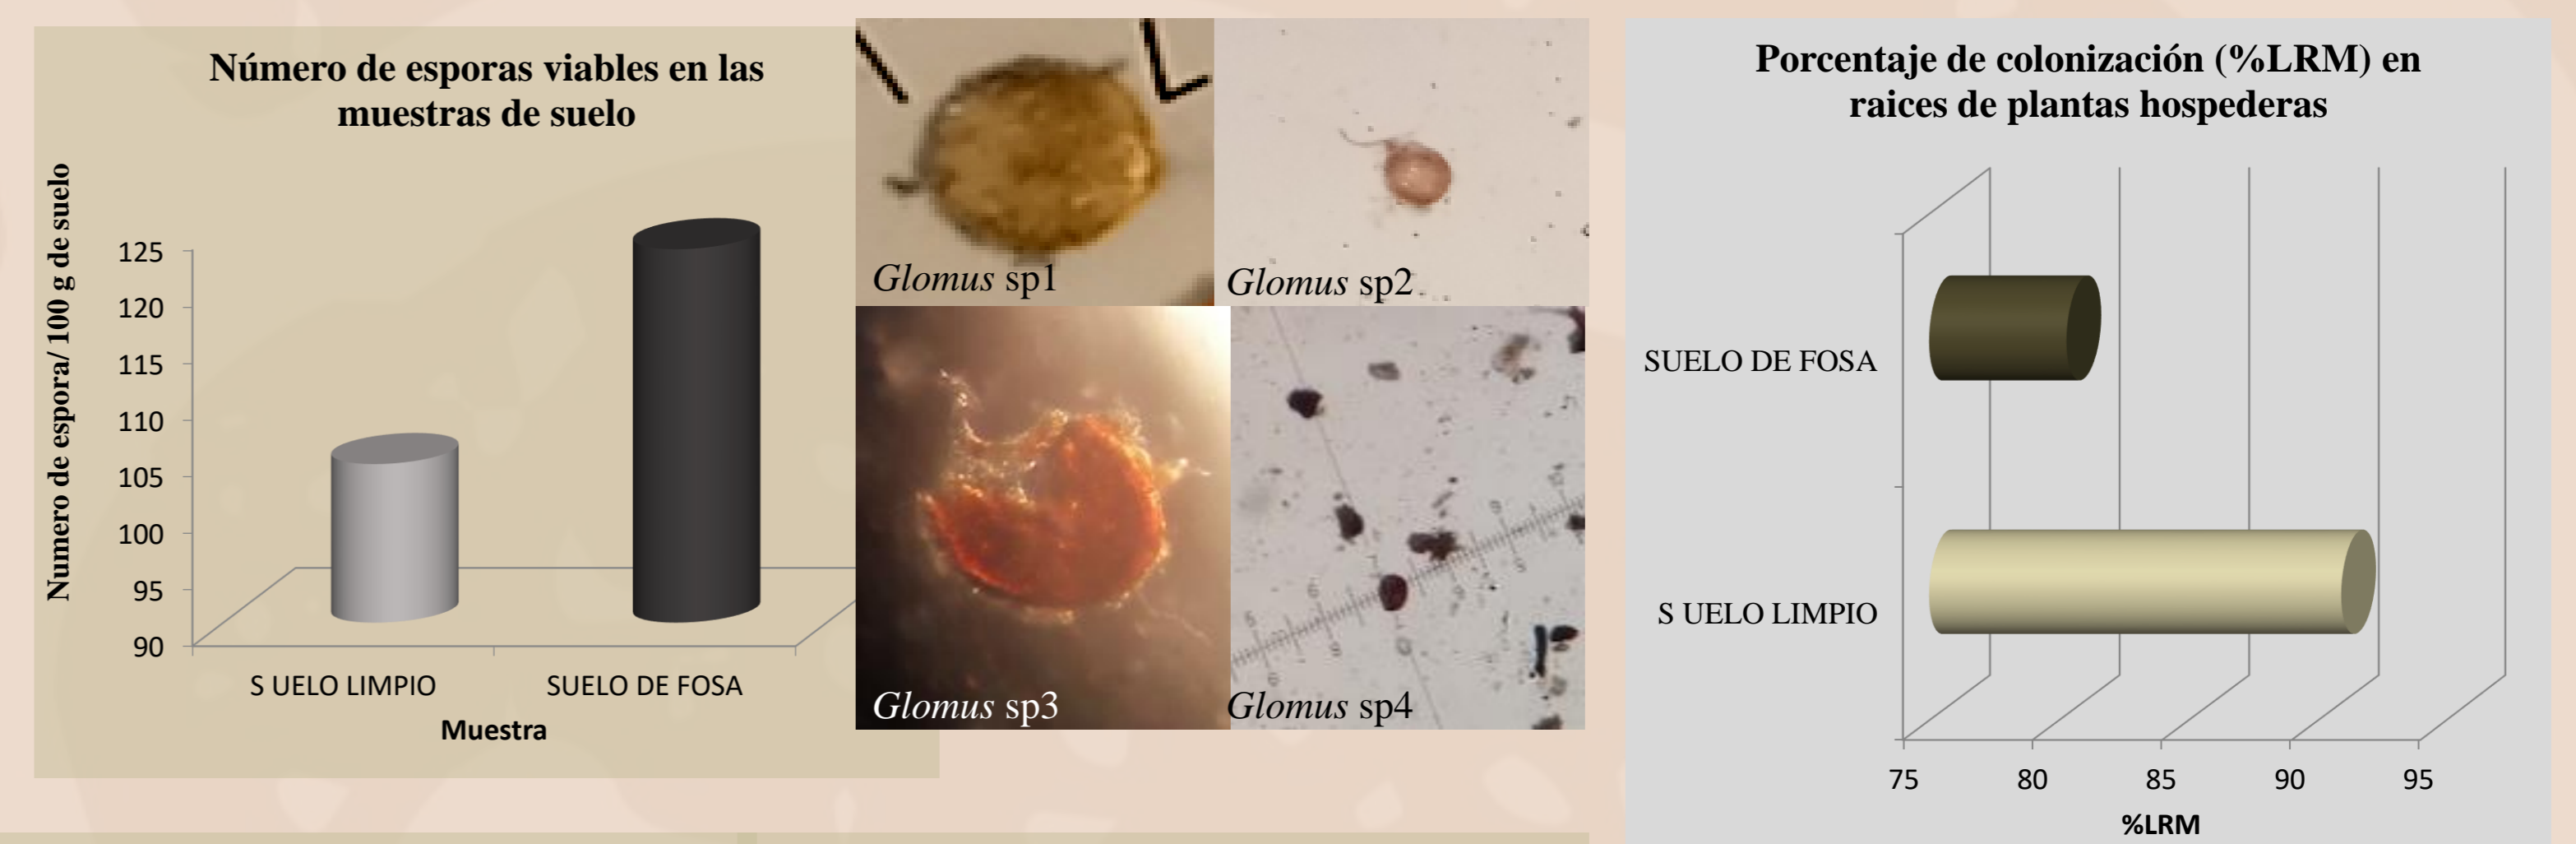 Número de esporas viables en las
muestras de suelo
Numero de espora/ 100 g de suelo
125
120
115
110
105
100
95
90
S UELO LIMPIO
SUELO DE FOSA
Muestra
Glomus sp1
Glomus sp2
Glomus sp3
Glomus sp4
Porcentaje de colonización (%LRM) en
raices de plantas hospederas
SUELO DE FOSA
S UELO LIMPIO
75
80
85
90
95
%LRM